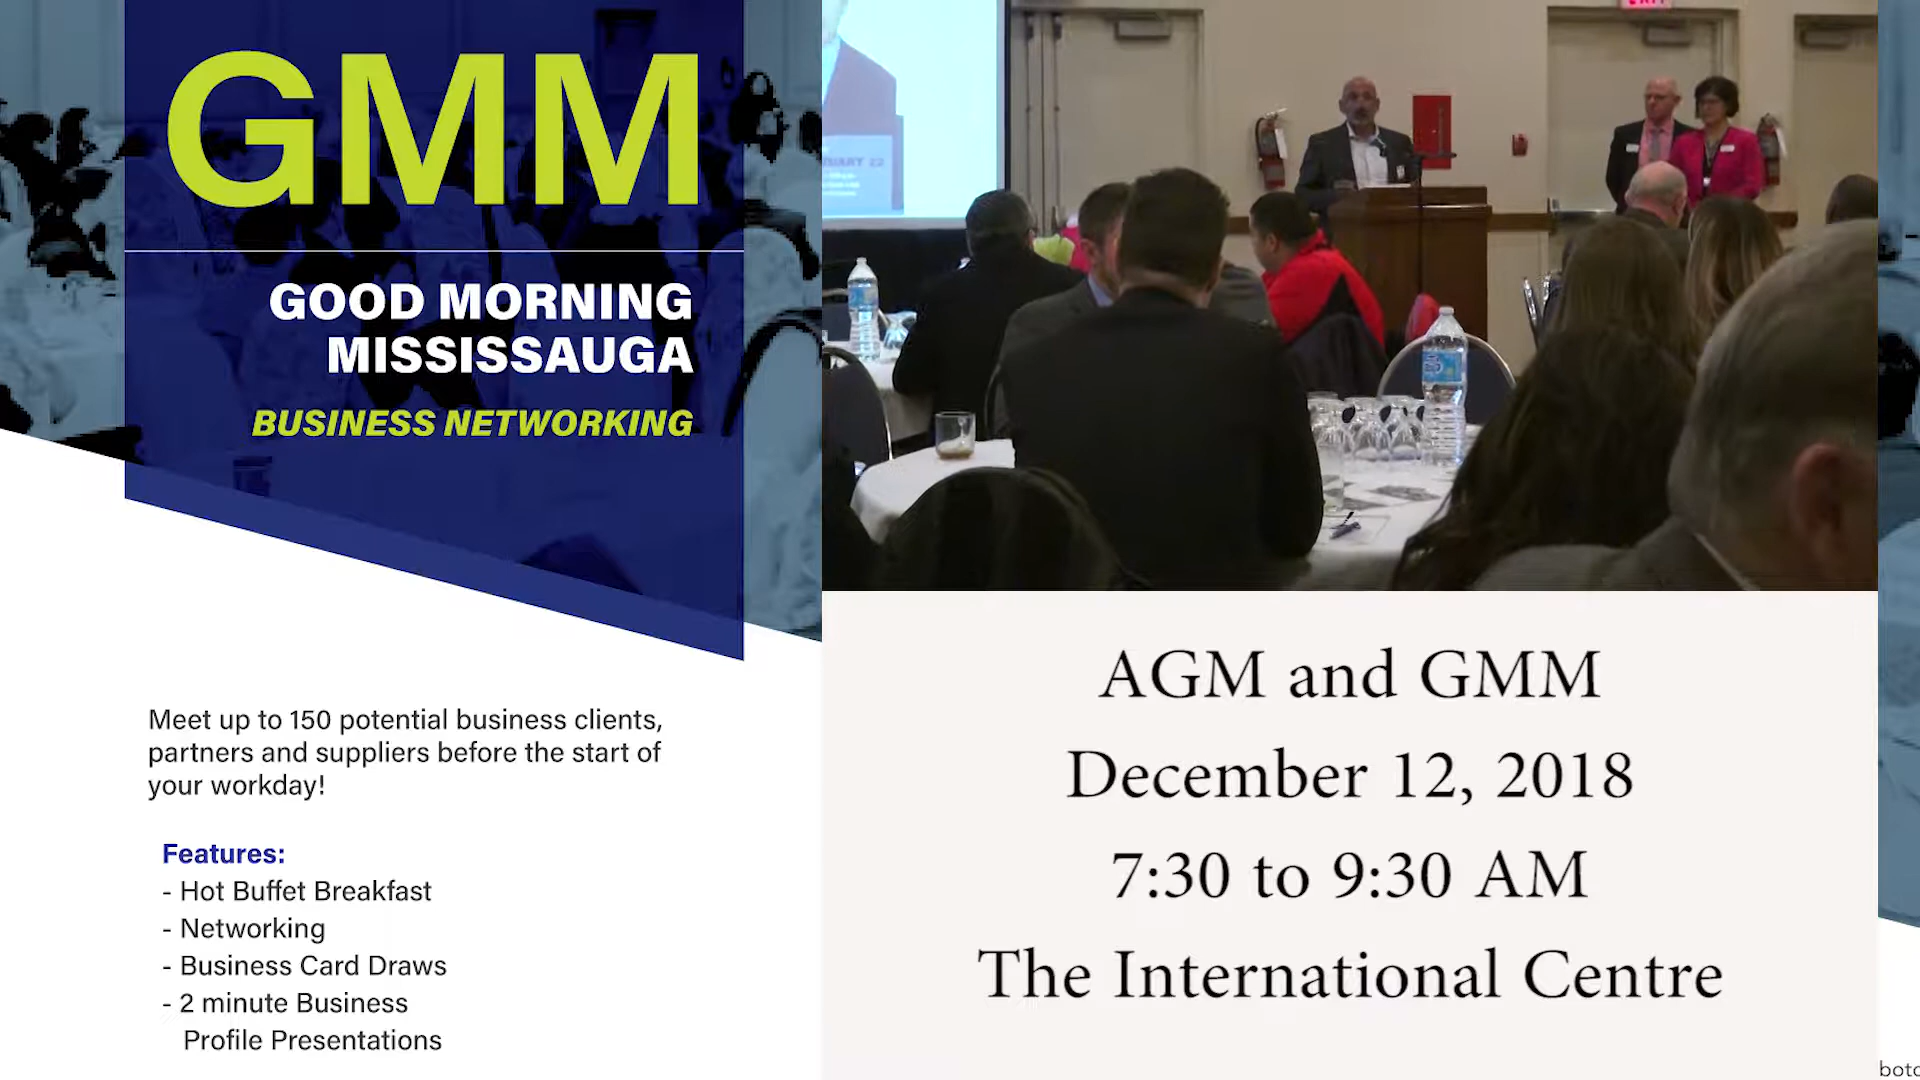 GMM
GOOD MORNING
MISSISSAUGA
BUSINESS NETWORKING
Meet up to 150 potential business clients,
partners and suppliers before the start of
your workday!
Features:
- Hot Buffet Breakfast
- Networking
- Business Card Draws
- 2 minute Business
Profile Presentations
EXIT
AGM and GMM
December 12, 2018
7:30 to 9:30 AM
The International Centre